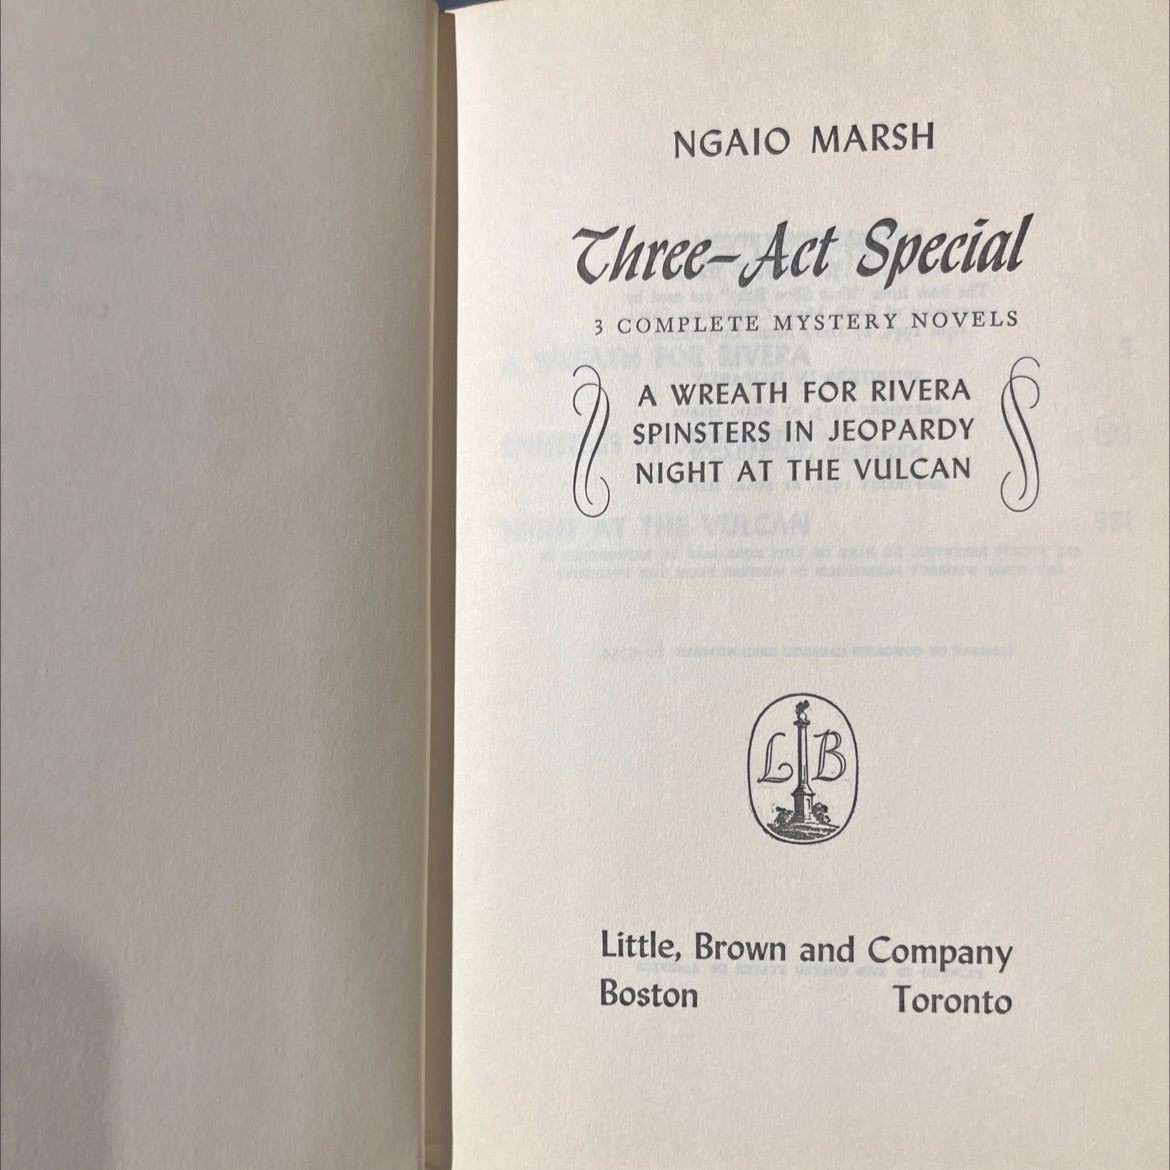 NGAIO MARSH
Three-Act Special
3 COMPLETE MYSTERY NOVELS
A WREATH FOR RIVERA
SPINSTERS IN JEOPARDY
NIGHT AT THE VULCAN
L B
Little, Brown and Company
Boston Toronto